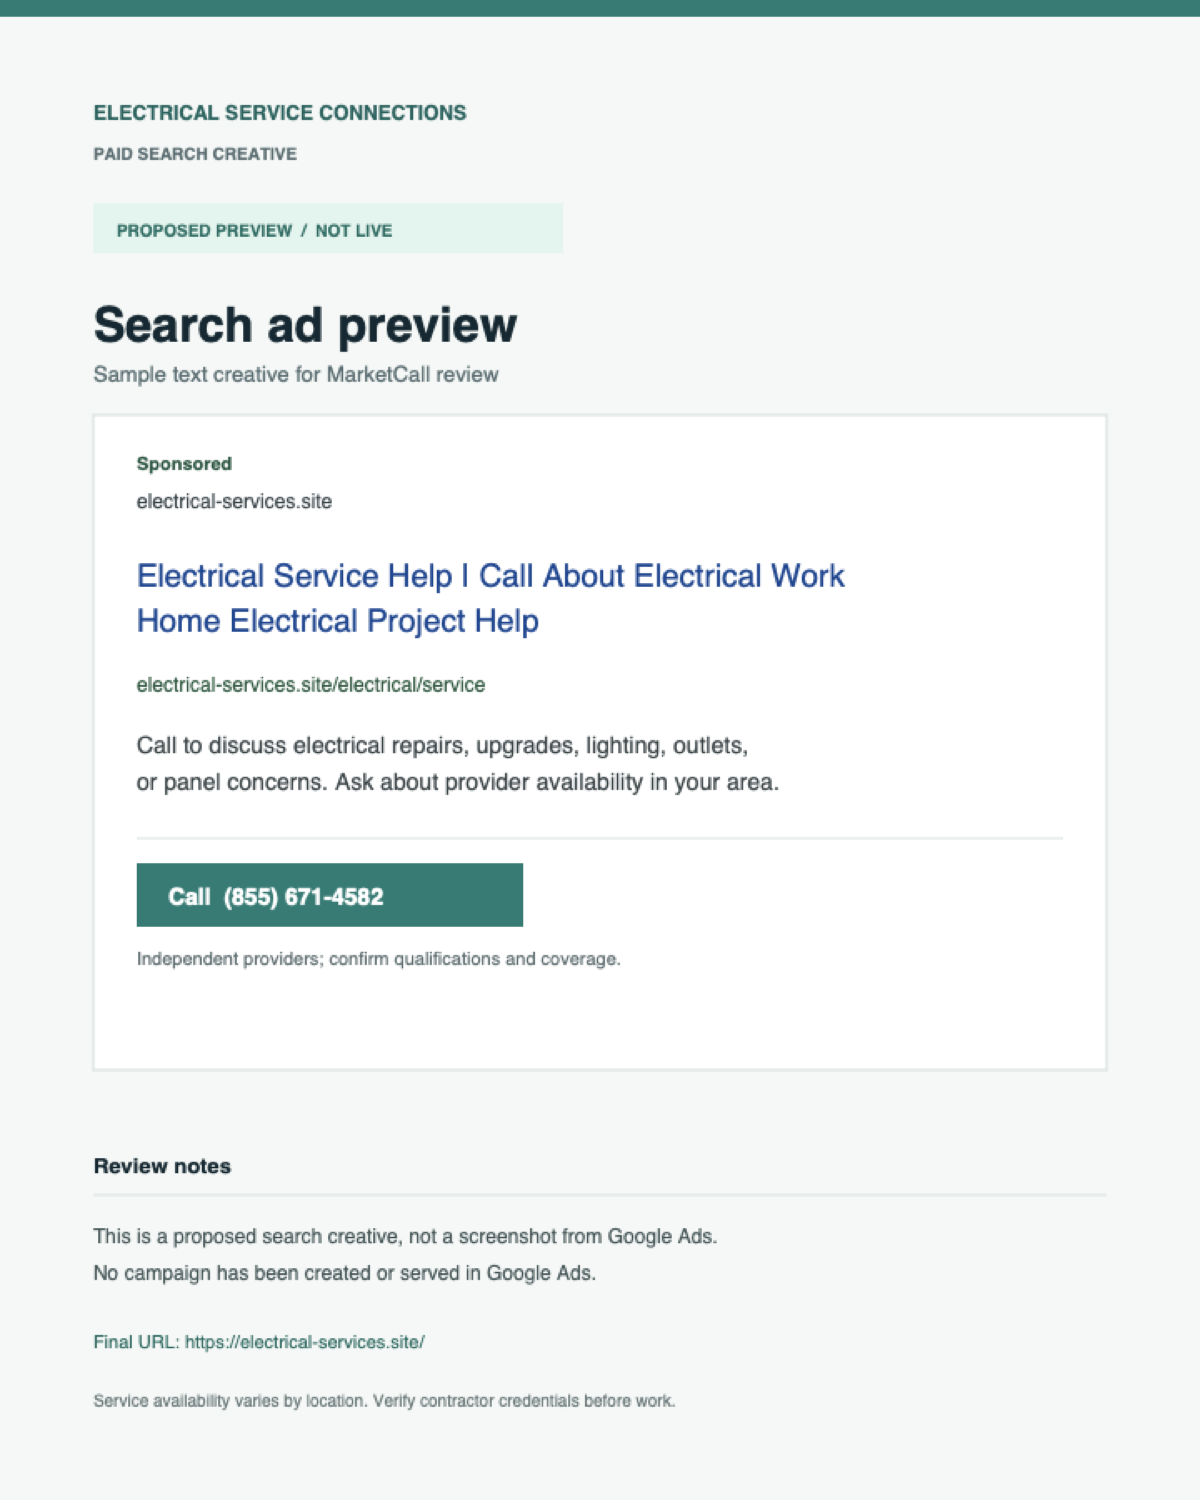 ELECTRICAL SERVICE CONNECTIONS
PAID SEARCH CREATIVE
PROPOSED PREVIEW / NOT LIVE
Search ad preview
Sample text creative for MarketCall review
Sponsored
electrical-services.site
Electrical Service Help | Call About Electrical Work
Home Electrical Project Help
electrical-services.site/electrical/service
Call to discuss electrical repairs, upgrades, lighting, outlets,
or panel concerns. Ask about provider availability in your area.
Call (855) 671-4582
Independent providers; confirm qualifications and coverage.
Review notes
This is a proposed search creative, not a screenshot from Google Ads.
No campaign has been created or served in Google Ads.
Final URL: https://electrical-services.site/
Service availability varies by location. Verify contractor credentials before work.